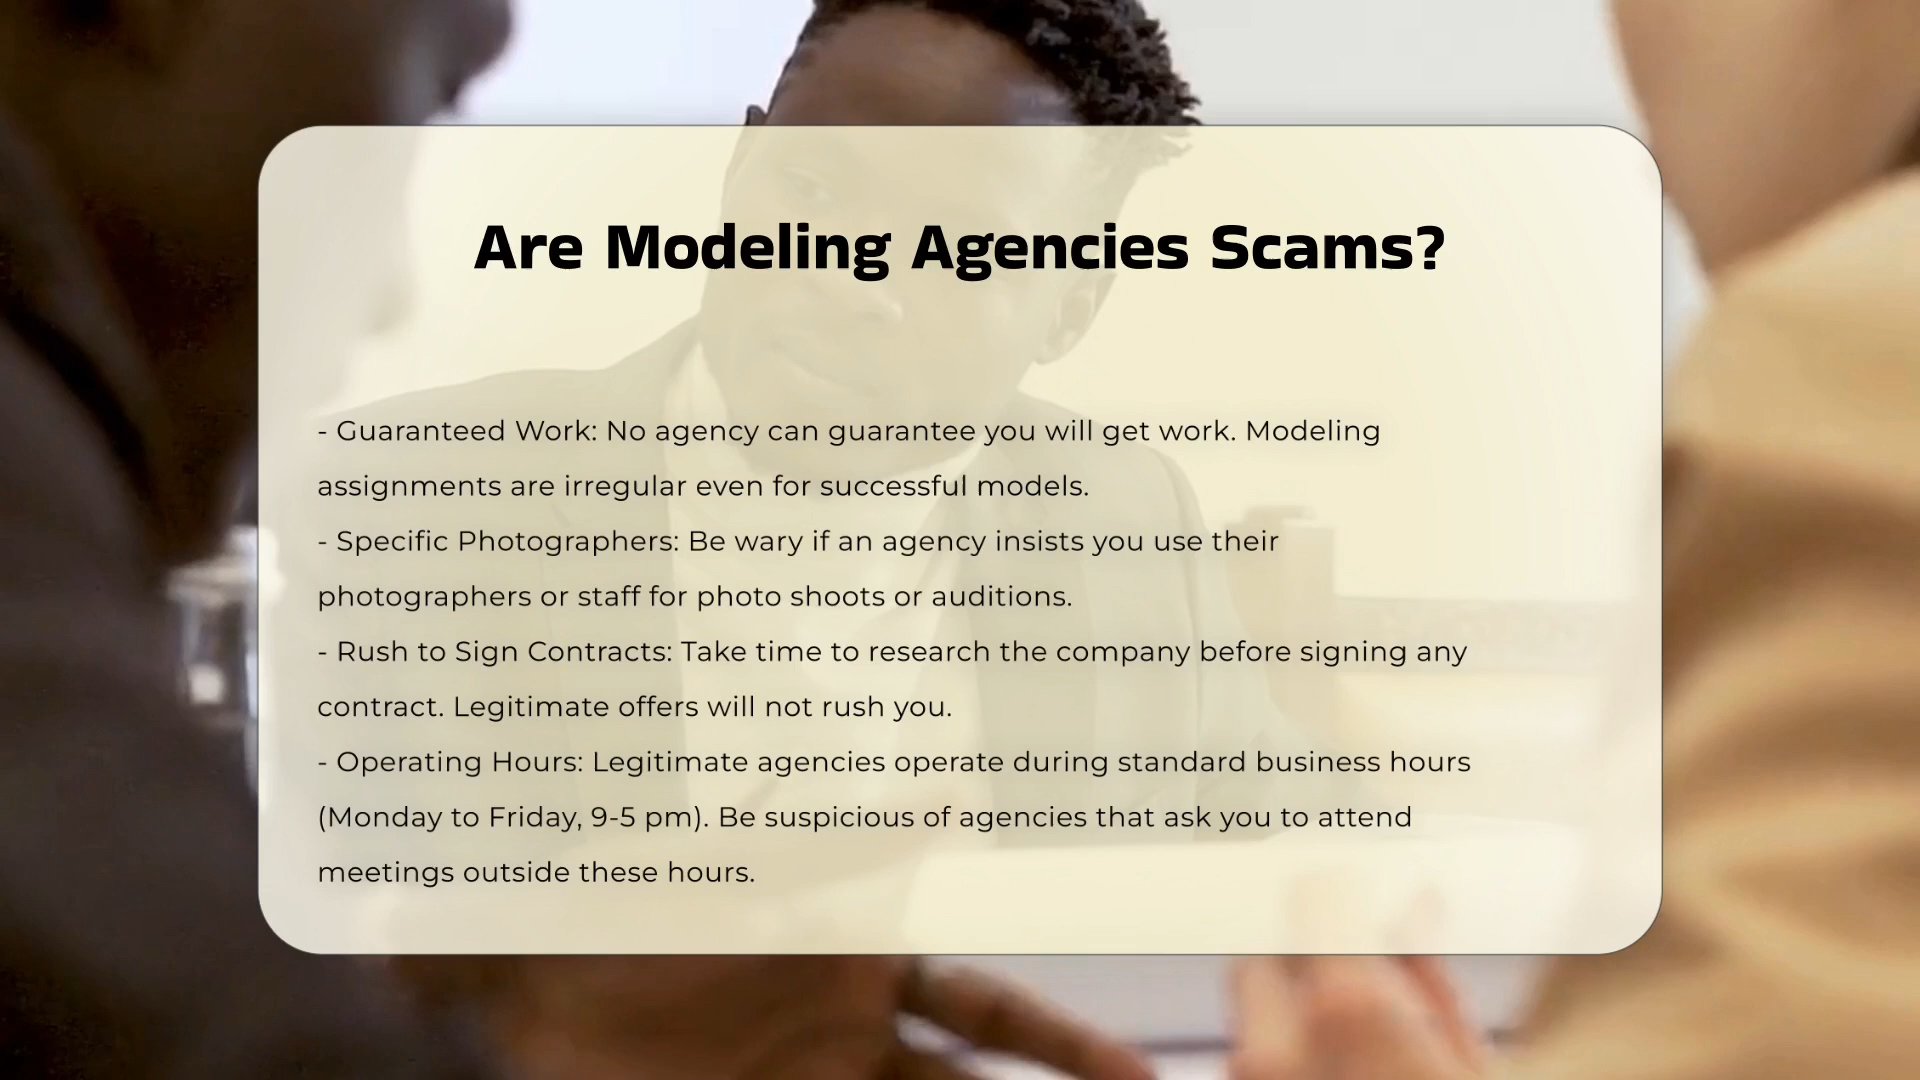 Are Modeling Agencies Scams?
- Guaranteed Work: No agency can guarantee you will get work. Modeling
assignments are irregular even for successful models.
- Specific Photographers: Be wary if an agency insists you use their
photographers or staff for photo shoots or auditions.
- Rush to Sign Contracts: Take time to research the company before signing any
contract. Legitimate offers will not rush you.
- Operating Hours: Legitimate agencies operate during standard business hours
(Monday to Friday, 9-5 pm). Be suspicious of agencies that ask you to attend
meetings outside these hours.